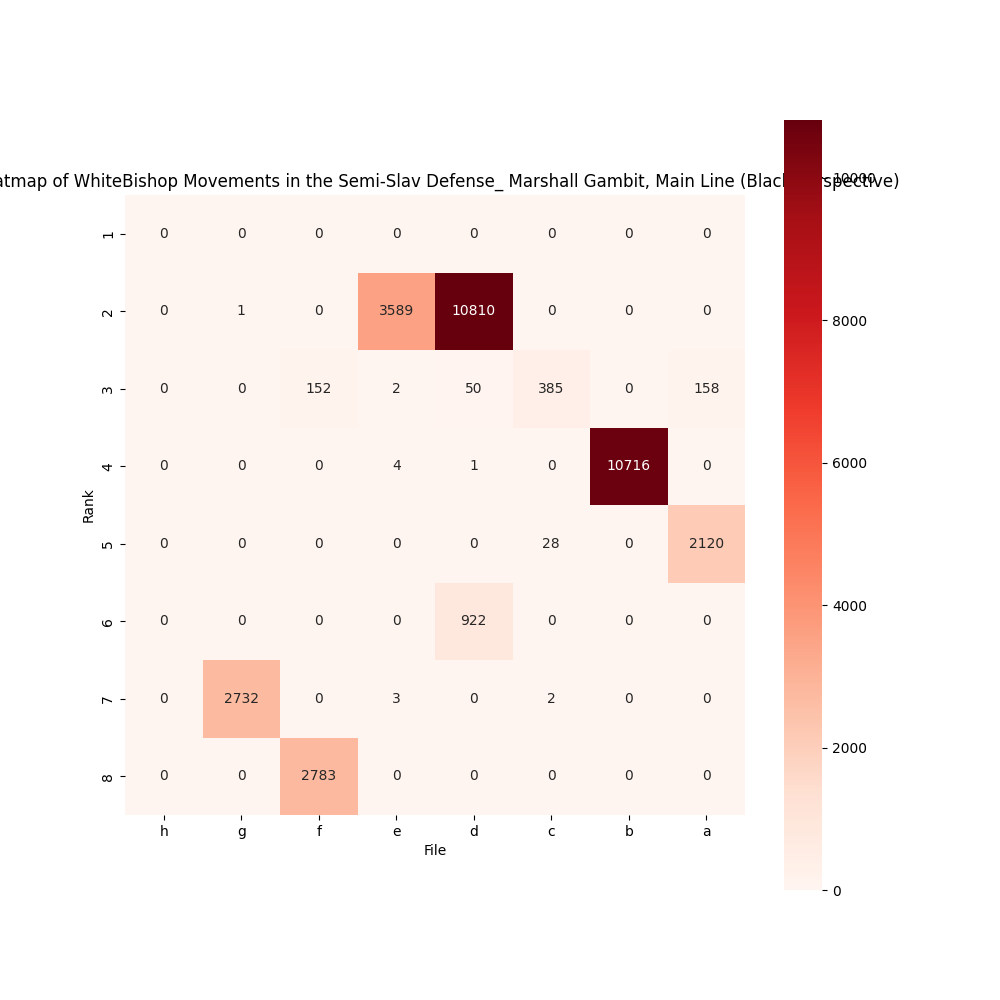 atmap of WhiteBishop Movements in the Semi-Slav Defense_ Marshall Gambit, Main Line (Black Perspective)
10000
1 0 0 0 0 0 0 0 0
2 0 1 0 3589 10810 0 0 0
8000
3 0 0 152 2 50 385 0 158
4 0 0 0 4 1 0 10716 0
6000
Rank
5 0 0 0 0 0 28 0 2120
4000
6 0 0 0 0 922 0 0 0
7 0 2732 0 3 0 2 0 0
2000
8 0 0 2783 0 0 0 0 0
h g f e d c b a
File
0